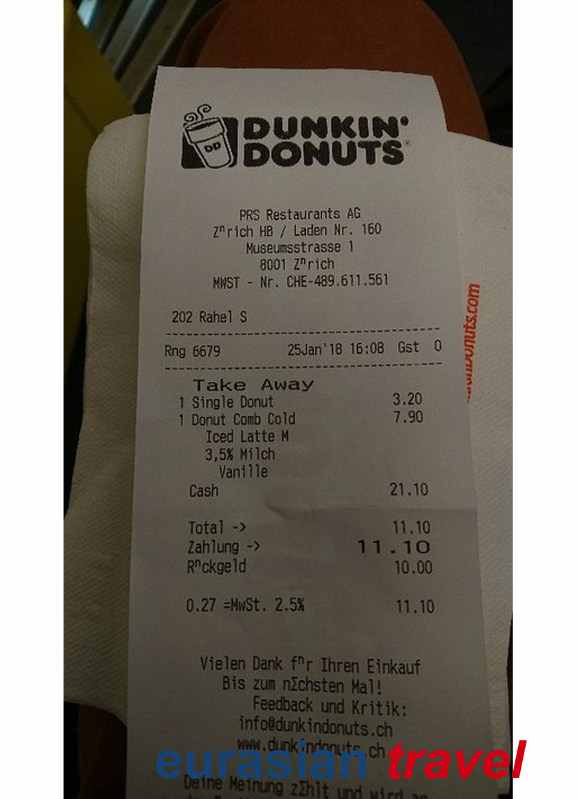 DUNKIN'
DONUTS
DD
PRS Restaurants AG
Zⁿrich HB / Laden Nr. 160
Museumsstrasse 1
8001 Zⁿrich
MWST - Nr. CHE-489.611.561
202 Rahel S
Rng 6679 25Jan'18 16:08 Gst 0
Take Away
1 Single Donut 3.20
1 Donut Comb Cold 7.90
Iced Latte M
3,5% Milch
Vanille
Cash 21.10
Total -> 11.10
Zahlung -> 11.10
Rⁿckgeld 10.00
0.27 =MwSt. 2.5% 11.10
Vielen Dank fⁿr Ihren Einkauf
Bis zum nΣchsten Mal!
Feedback und Kritik:
info@dunkindonuts.ch
www.dunkindonuts.ch
Deine Meinung zΣhlt und wird an
Donuts.com
eurasian travel